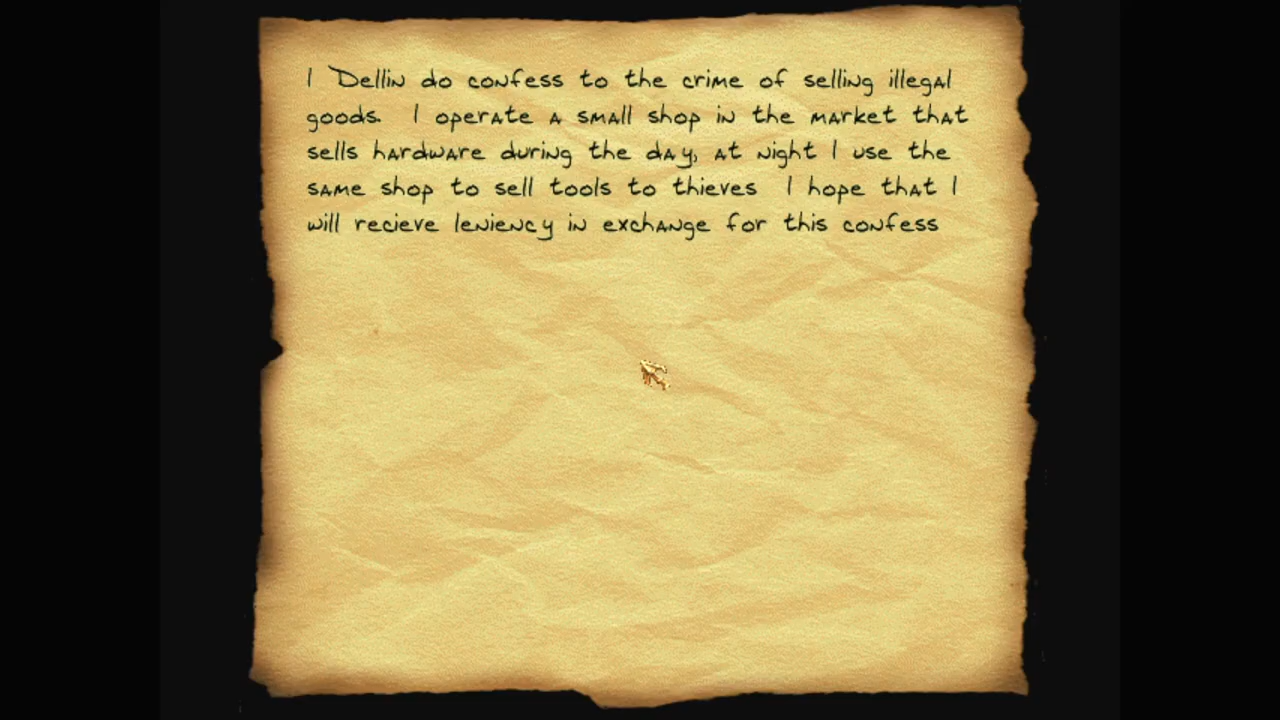 I Dellin do confess to the crime of selling illegal
goods. I operate a small shop in the market that
sells hardware during the day, at night I use the
same shop to sell tools to thieves I hope that I
will recieve leniency in exchange for this confess